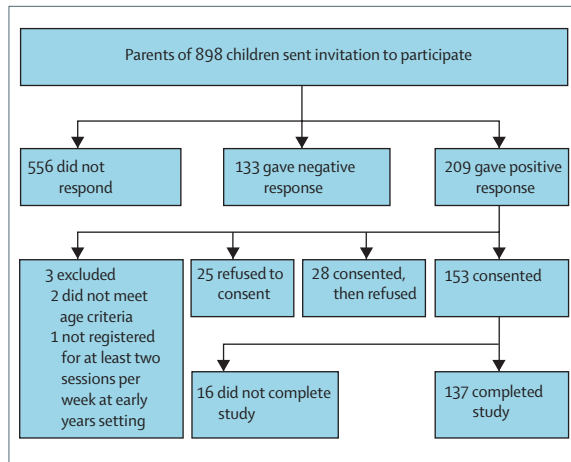 Parents of 898 children sent invitation to participate
556 did not
respond
133 gave negative
response
209 gave positive
response
3 excluded
2 did not meet
age criteria
1 not registered
for at least two
sessions per
week at early
years setting
25 refused to
consent
28 consented,
then refused
153 consented
16 did not complete
study
137 completed
study